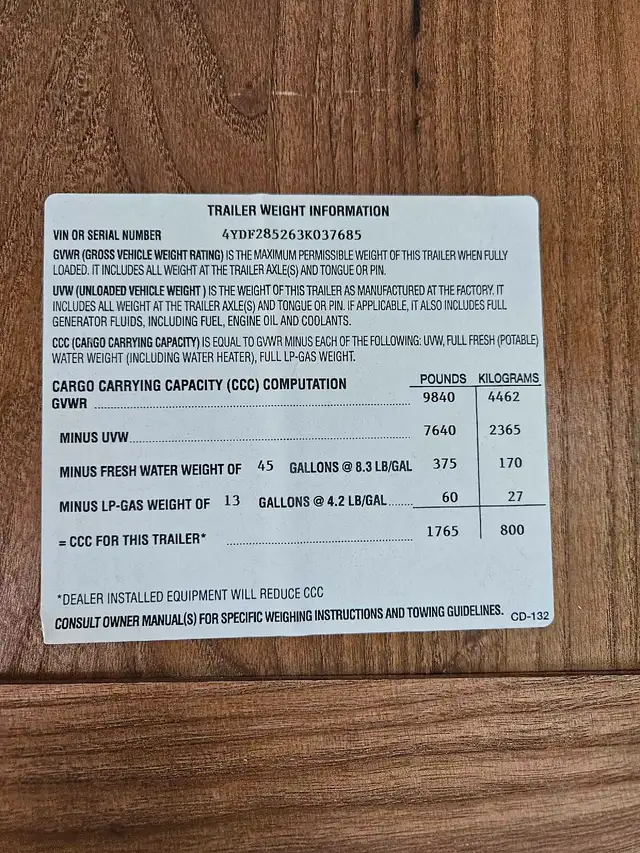 TRAILER WEIGHT INFORMATION
VIN OR SERIAL NUMBER 4YDF285263K037685
GVWR (GROSS VEHICLE WEIGHT RATING) IS THE MAXIMUM PERMISSIBLE WEIGHT OF THIS TRAILER WHEN FULLY
LOADED. IT INCLUDES ALL WEIGHT AT THE TRAILER AXLE(S) AND TONGUE OR PIN.
UVW (UNLOADED VEHICLE WEIGHT ) IS THE WEIGHT OF THIS TRAILER AS MANUFACTURED AT THE FACTORY. IT
INCLUDES ALL WEIGHT AT THE TRAILER AXLE(S) AND TONGUE OR PIN. IF APPLICABLE, IT ALSO INCLUDES FULL
GENERATOR FLUIDS, INCLUDING FUEL, ENGINE OIL AND COOLANTS.
CCC (CARGO CARRYING CAPACITY) IS EQUAL TO GVWR MINUS EACH OF THE FOLLOWING: UVW, FULL FRESH (POTABLE)
WATER WEIGHT (INCLUDING WATER HEATER), FULL LP-GAS WEIGHT.
CARGO CARRYING CAPACITY (CCC) COMPUTATION POUNDS KILOGRAMS
GVWR 9840 4462
MINUS UVW 7640 2365
MINUS FRESH WATER WEIGHT OF 45 GALLONS @ 8.3 LB/GAL 375 170
MINUS LP-GAS WEIGHT OF 13 GALLONS @ 4.2 LB/GAL 60 27
= CCC FOR THIS TRAILER* 1765 800
*DEALER INSTALLED EQUIPMENT WILL REDUCE CCC
CONSULT OWNER MANUAL(S) FOR SPECIFIC WEIGHING INSTRUCTIONS AND TOWING GUIDELINES. CD-132